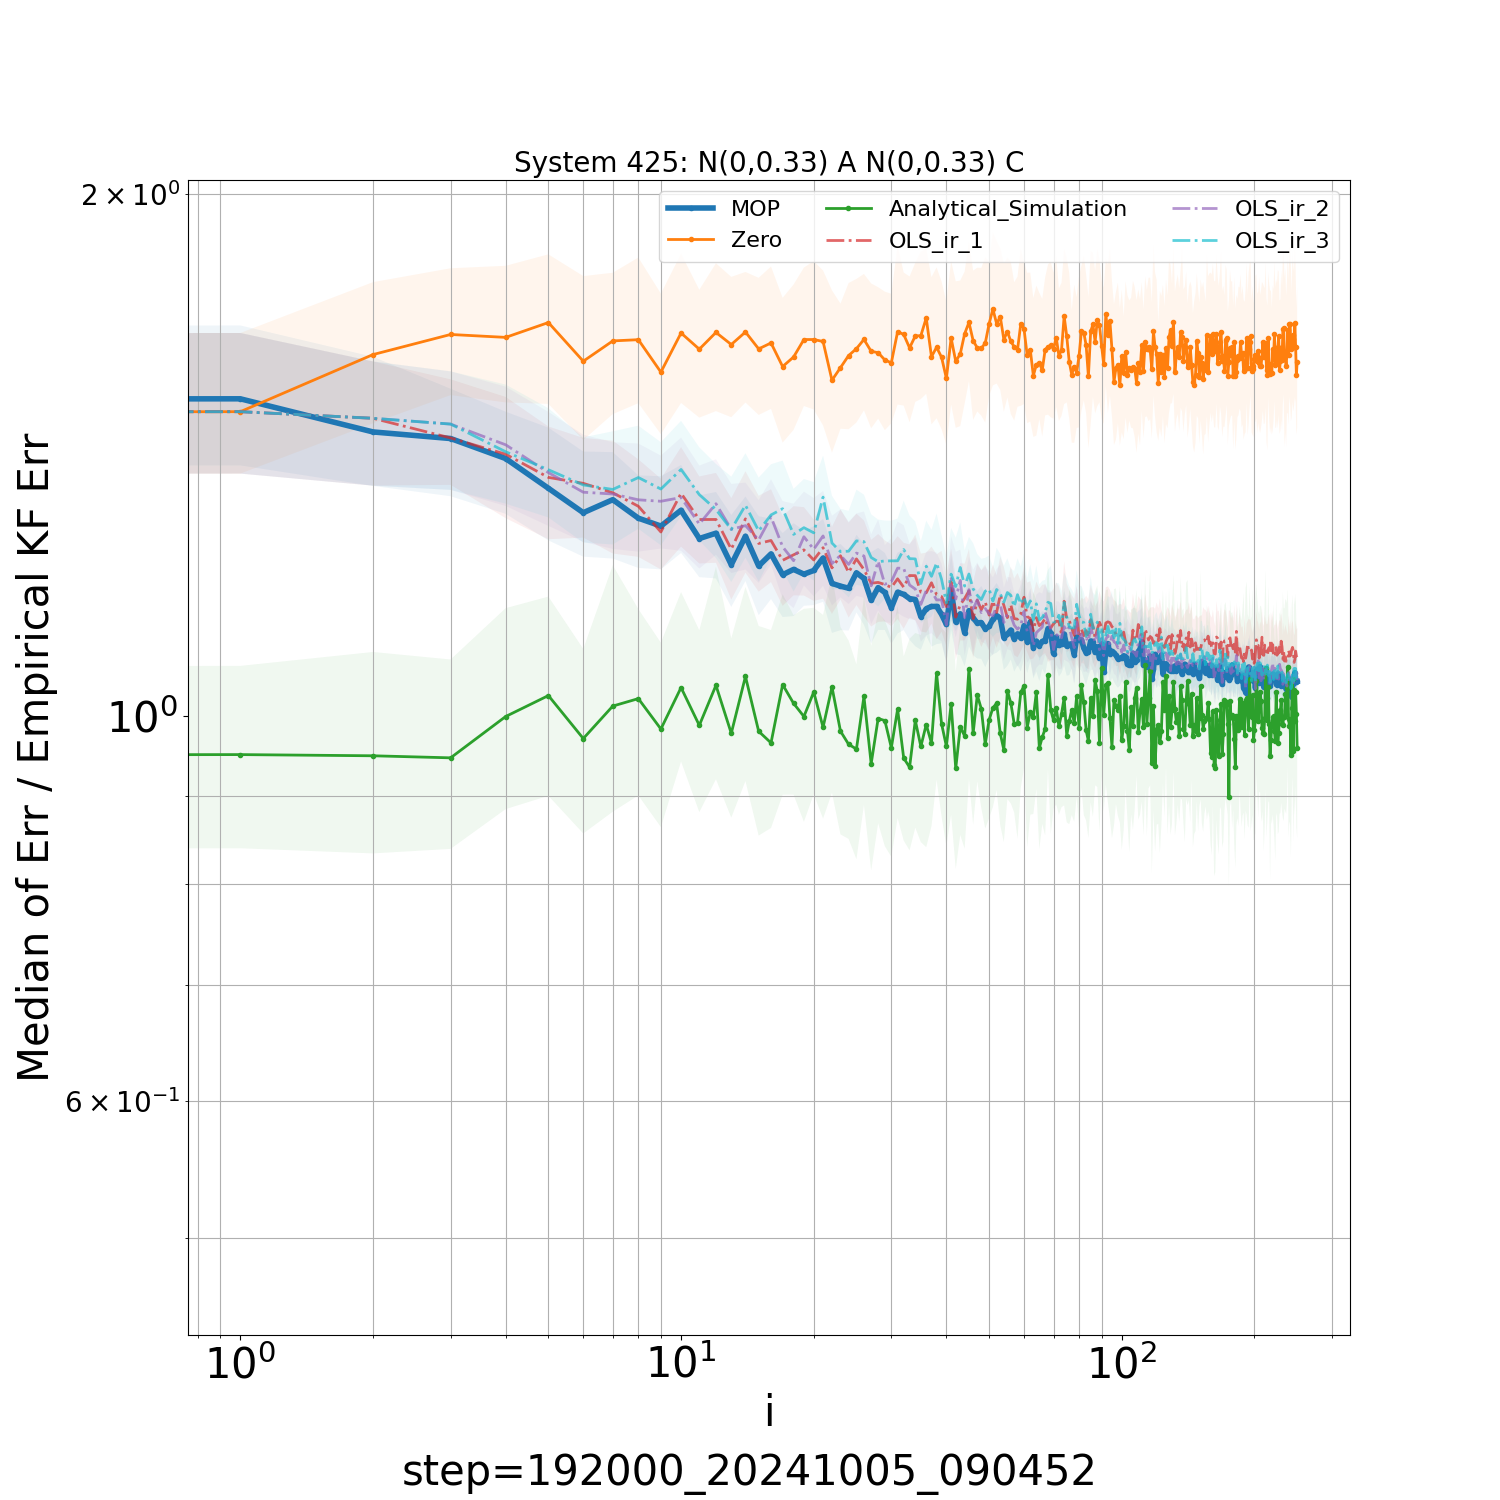 System 425: N(0,0.33) A N(0,0.33) C
MOP
Zero
Analytical_Simulation
OLS_ir_1
OLS_ir_2
OLS_ir_3
Median of Err / Empirical KF Err
2 × 10⁰
10⁰
6 × 10⁻¹
10⁰ 10¹ 10²
i
step=192000_20241005_090452